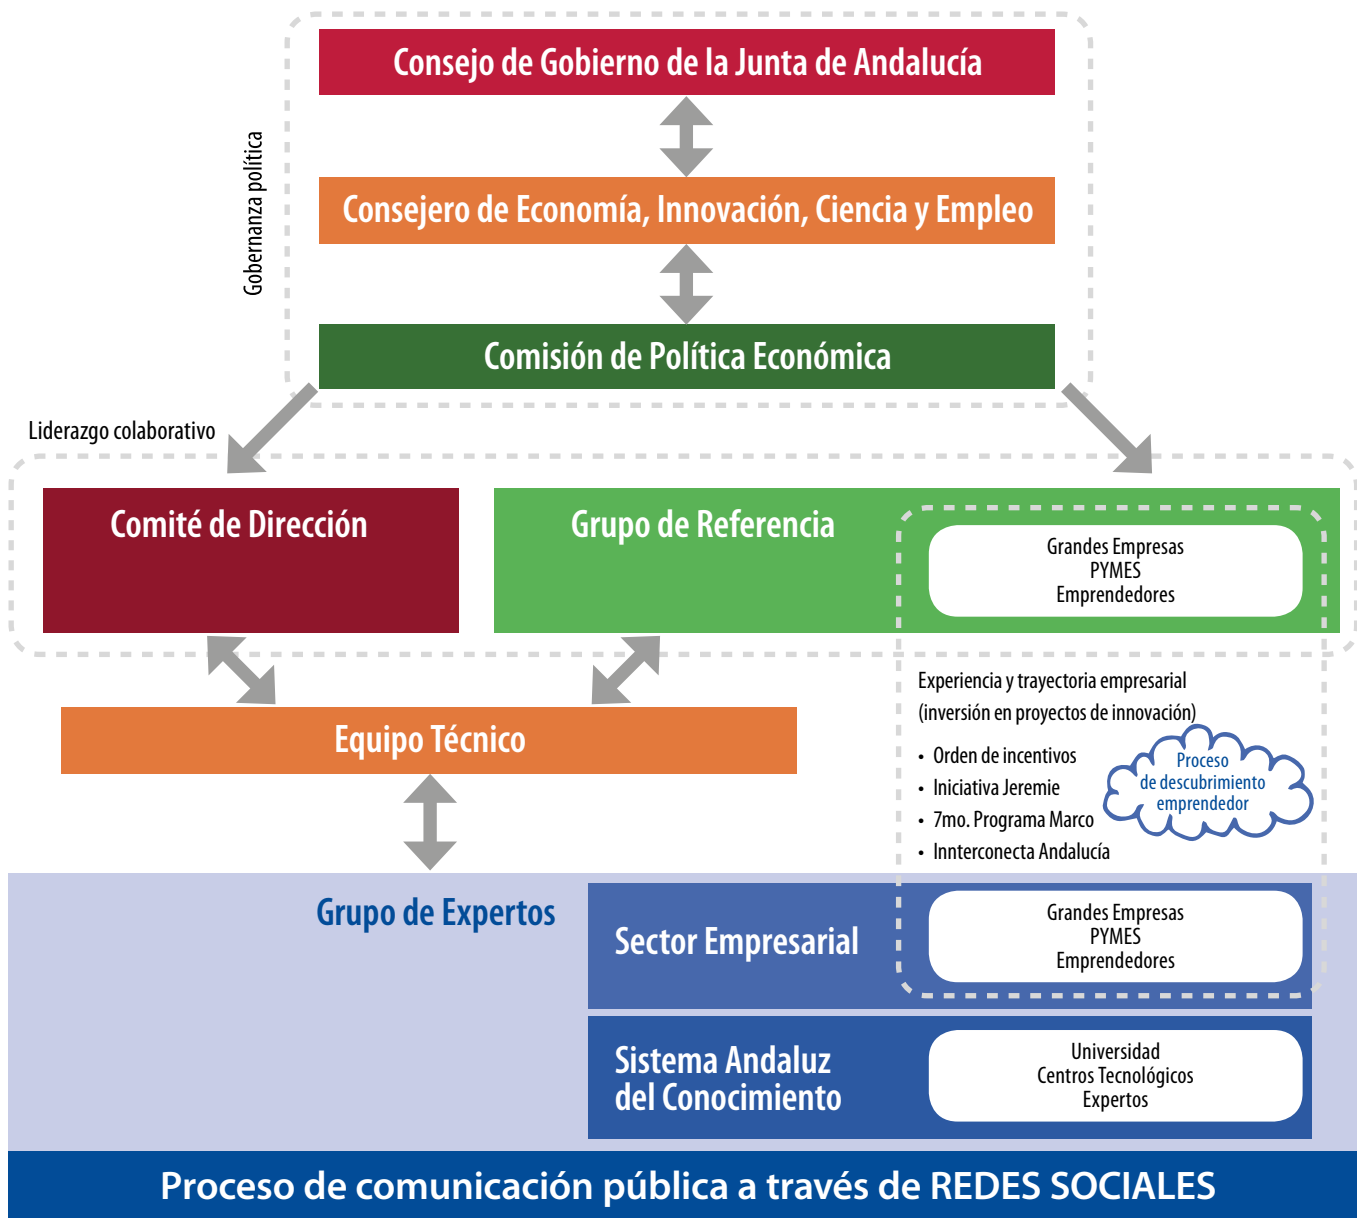 Consejo de Gobierno de la Junta de Andalucía
Gobernanza política
Consejero de Economía, Innovación, Ciencia y Empleo
Comisión de Política Económica
Liderazgo colaborativo
Comité de Dirección
Grupo de Referencia
Grandes Empresas
PYMES
Emprendedores
Equipo Técnico
Experiencia y trayectoria empresarial
(inversión en proyectos de innovación)
• Orden de incentivos
• Iniciativa Jeremie
• 7mo. Programa Marco
• Innterconecta Andalucía
Proceso
de descubrimiento
emprendedor
Grupo de Expertos
Sector Empresarial
Grandes Empresas
PYMES
Emprendedores
Sistema Andaluz
del Conocimiento
Universidad
Centros Tecnológicos
Expertos
Proceso de comunicación pública a través de REDES SOCIALES